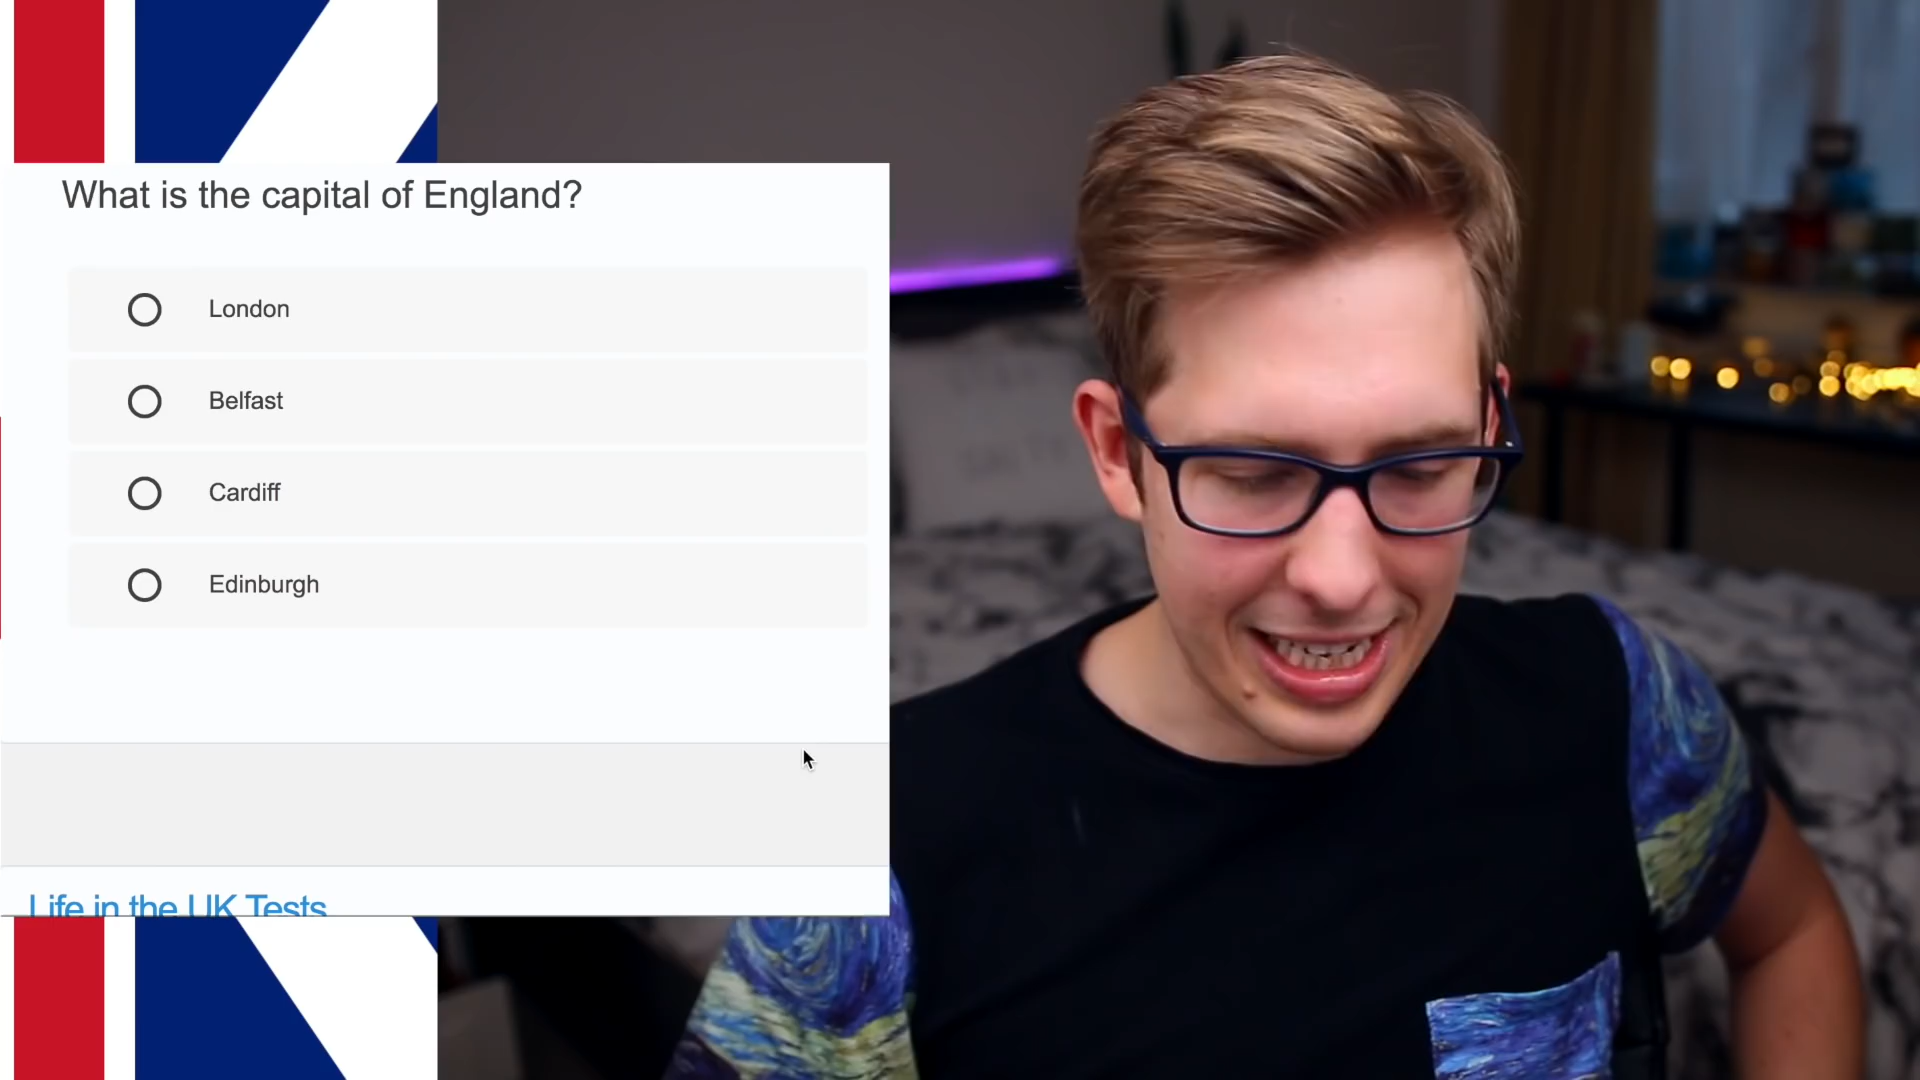 What is the capital of England?
London
Belfast
Cardiff
Edinburgh
Life in the UK Tests